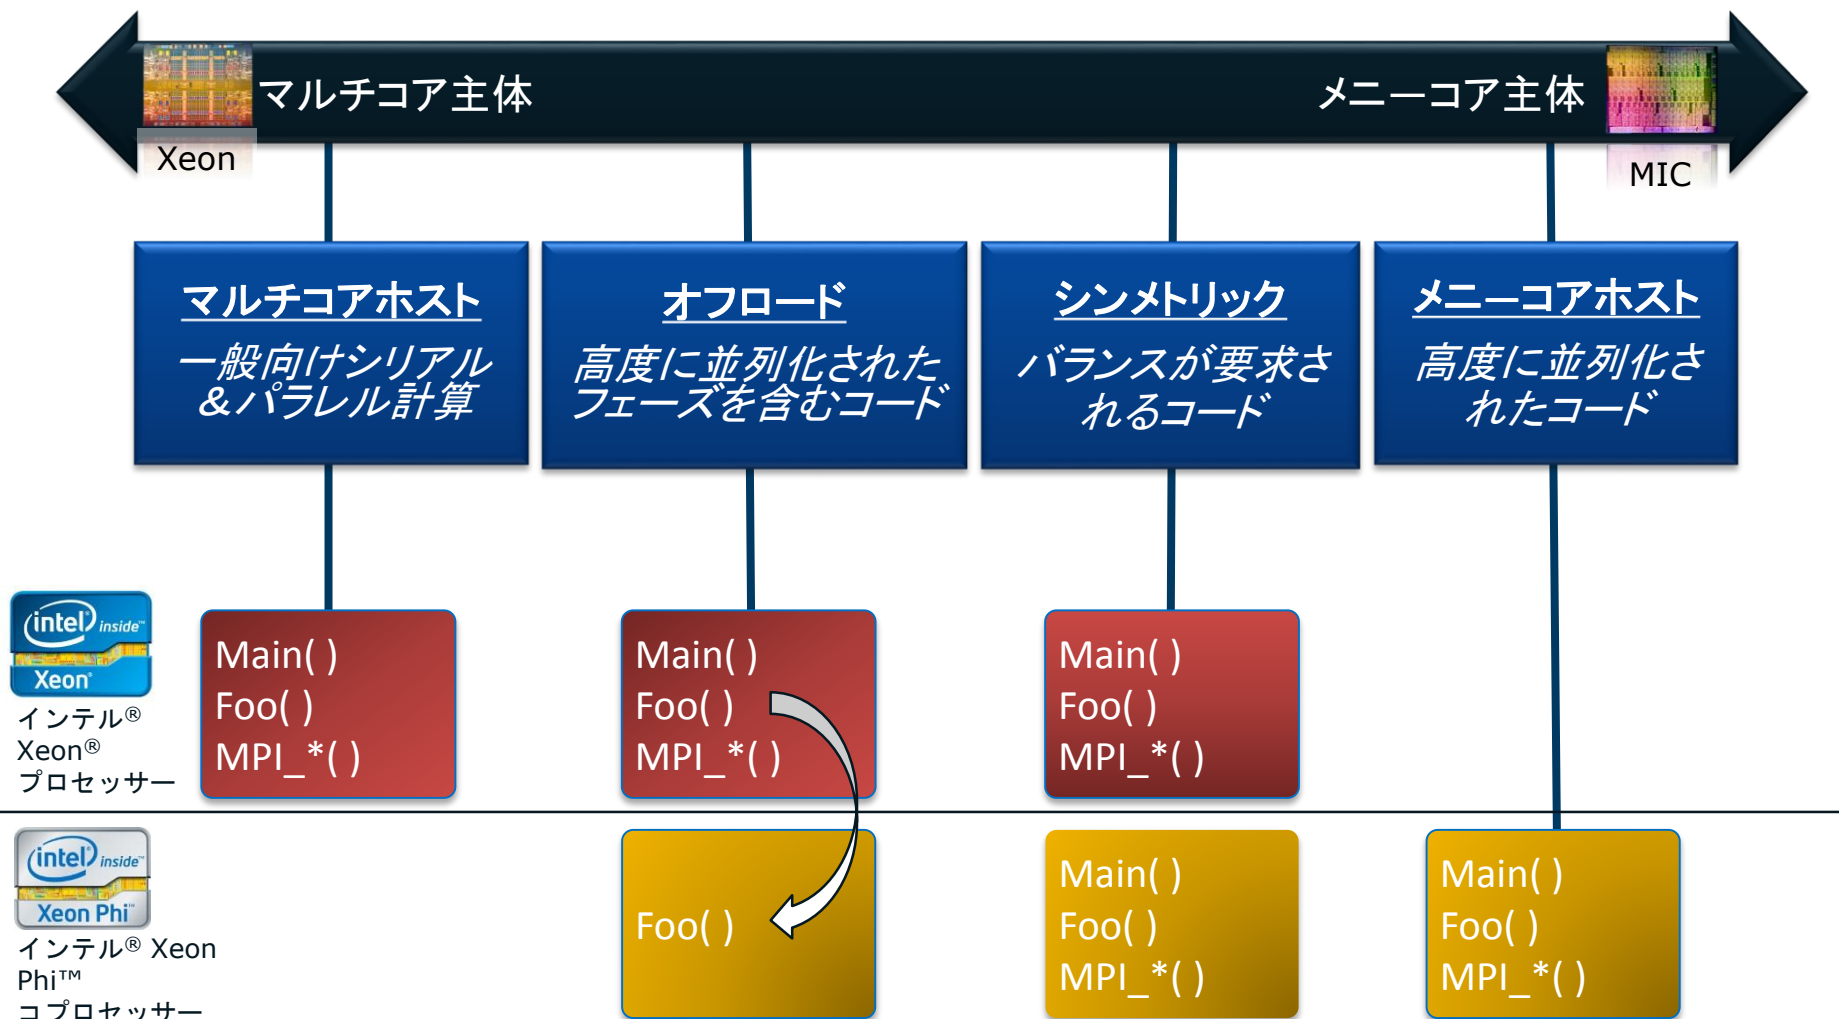 マルチコア主体
メニーコア主体
Xeon
MIC
マルチコアホスト
一般向けシリアル
&パラレル計算
オフロード
高度に並列化された
フェーズを含むコード
シンメトリック
バランスが要求さ
れるコード
メニーコアホスト
高度に並列化さ
れたコード
intel inside™
Xeon®
インテル®
Xeon®
プロセッサー
Main( )
Foo( )
MPI_*( )
Main( )
Foo( )
MPI_*( )
Main( )
Foo( )
MPI_*( )
intel inside™
Xeon Phi™
インテル® Xeon
Phi™
コプロセッサー
Foo( )
Main( )
Foo( )
MPI_*( )
Main( )
Foo( )
MPI_*( )